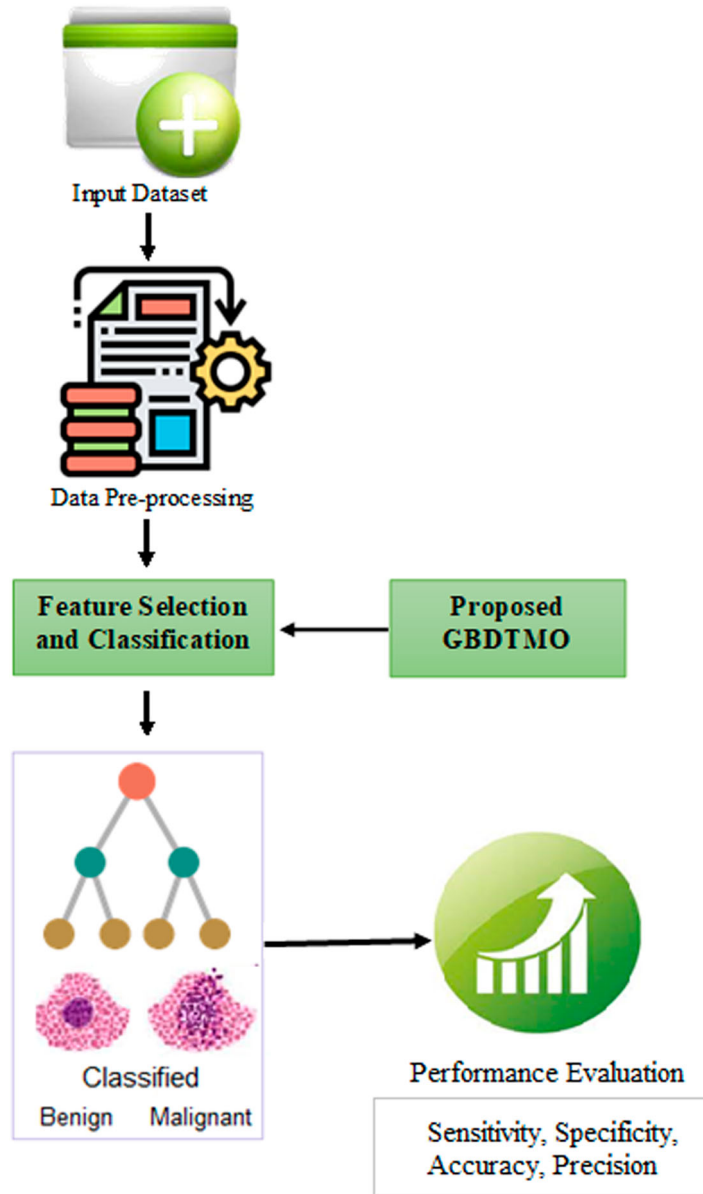 Input Dataset
Data Pre-processing
Feature Selection
and Classification
Proposed
GBDTMO
Classified
Benign Malignant
Performance Evaluation
Sensitivity, Specificity,
Accuracy, Precision